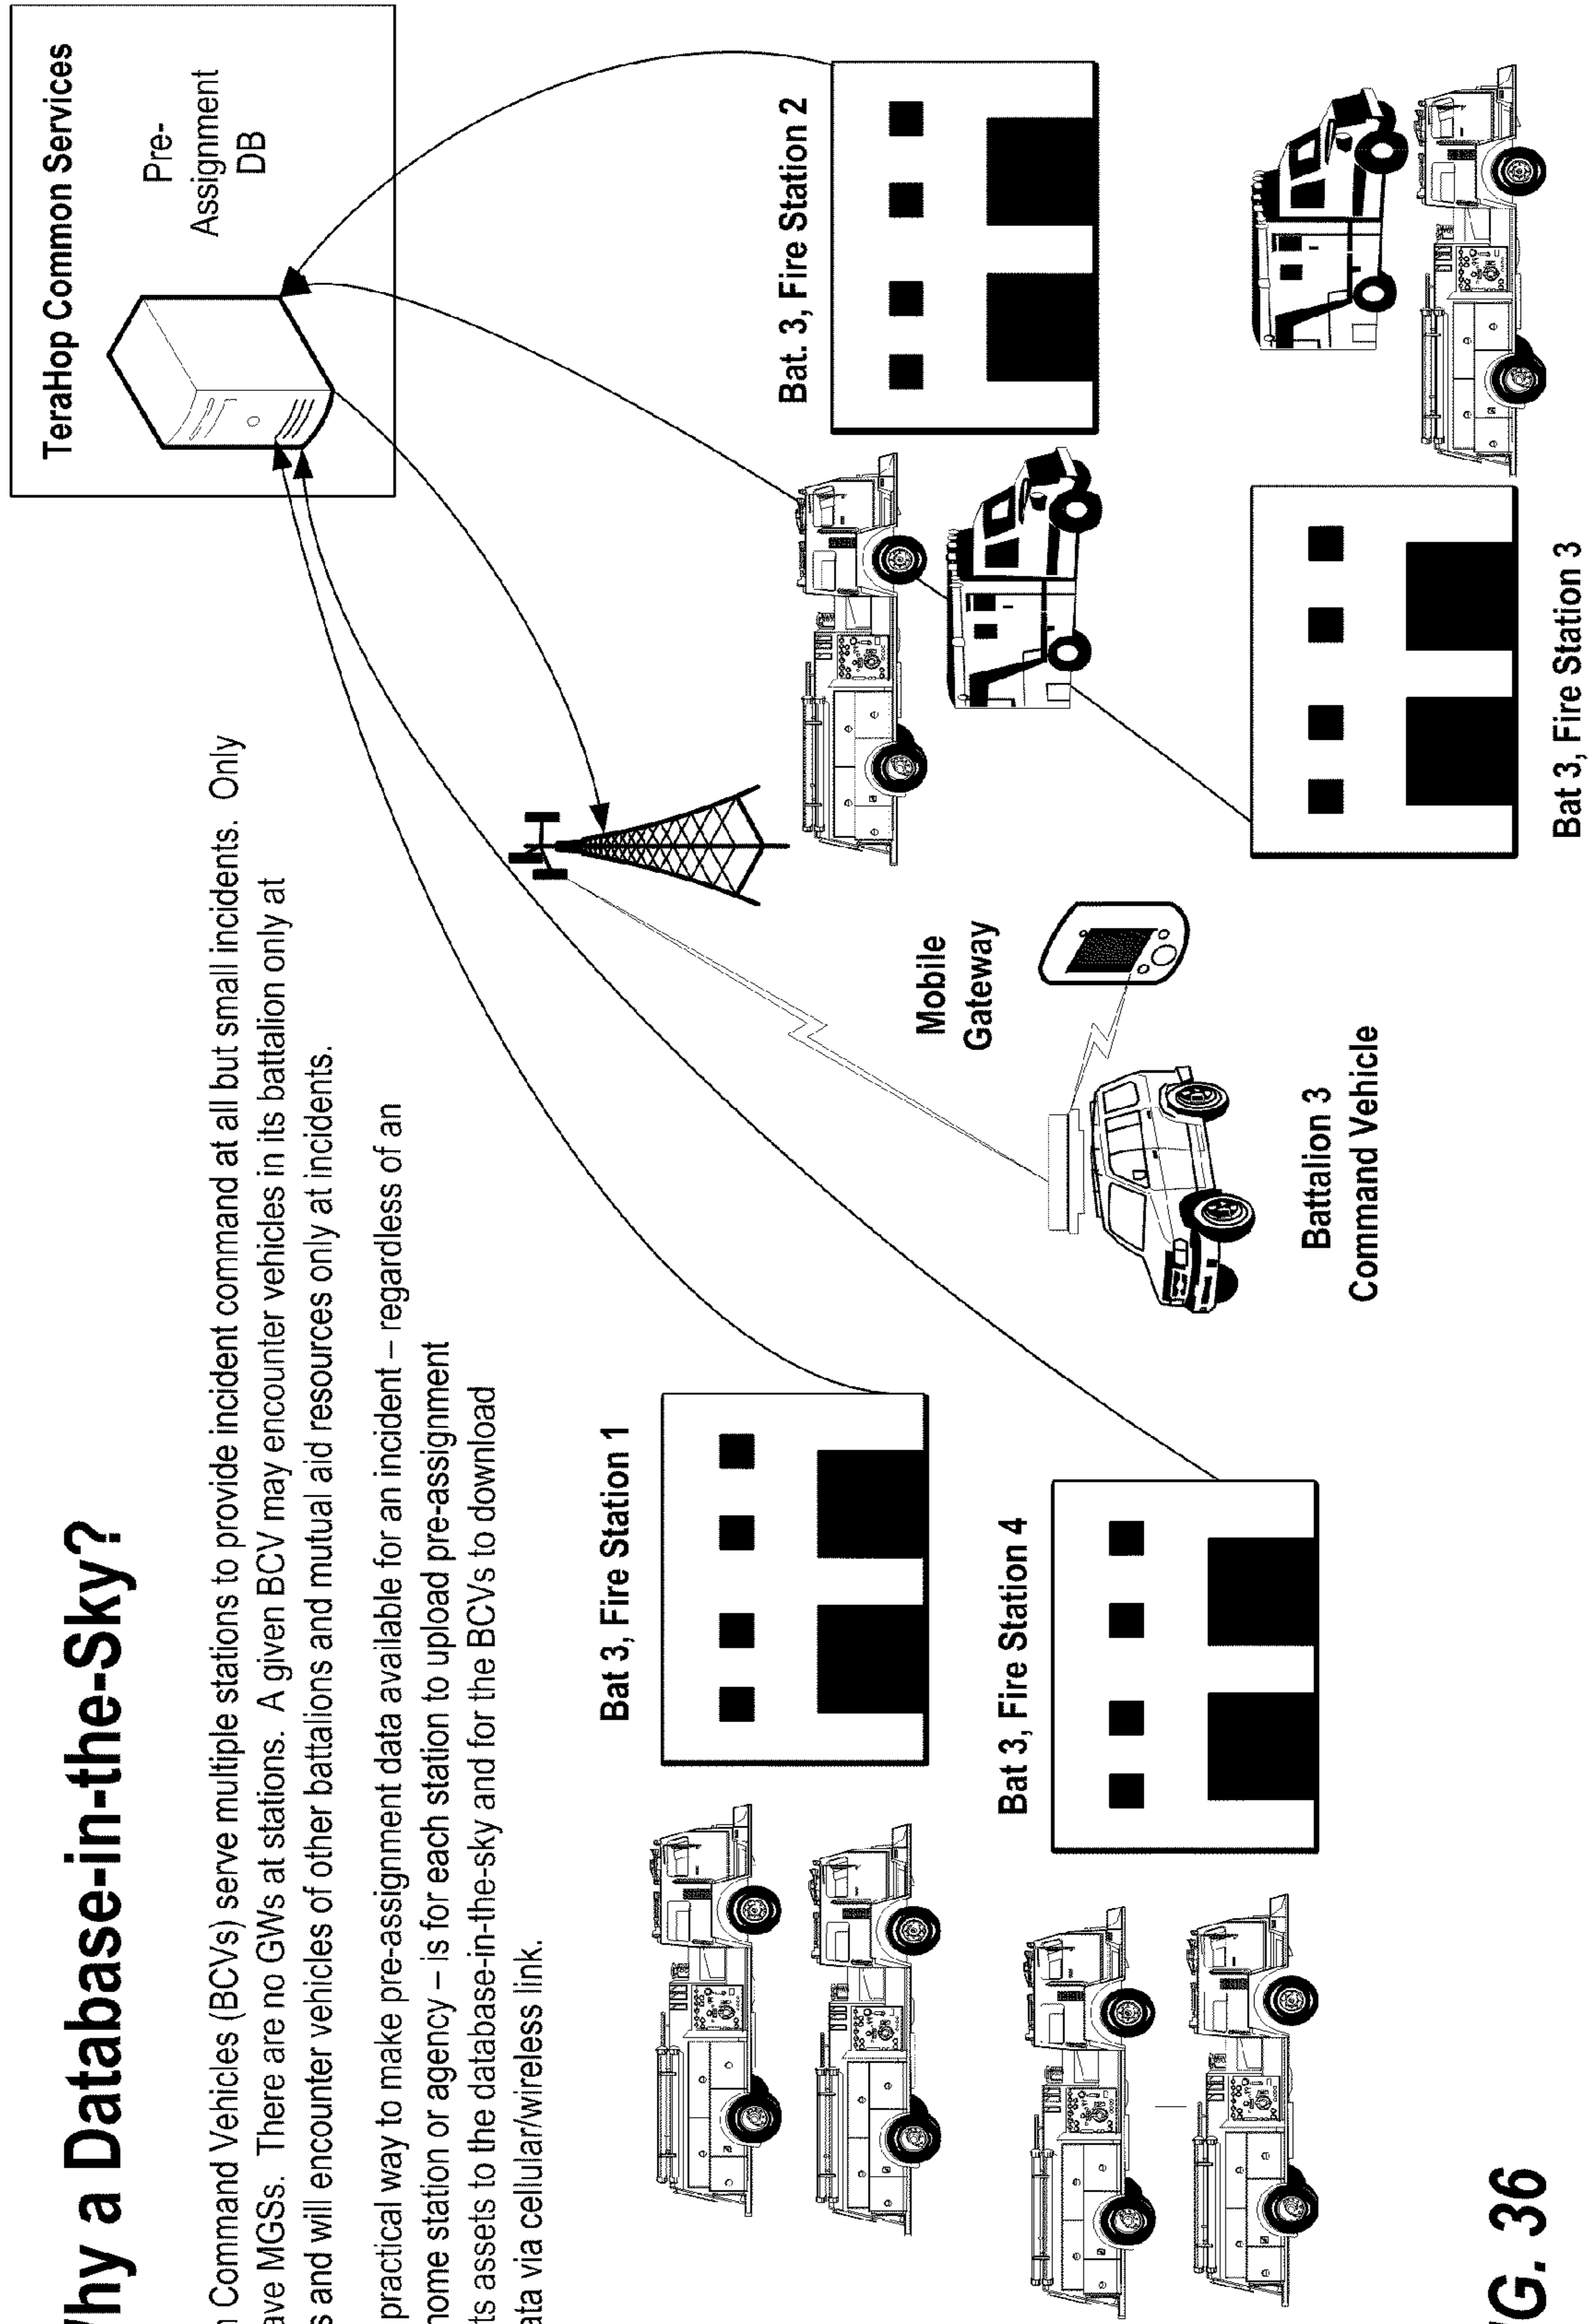 hy a Database-in-the-Sky?
Command Vehicles (BCVs) serve multiple stations to provide incident command at all but small incidents. Only
ave MGSs. There are no GWs at stations. A given BCV may encounter vehicles in its battalion only at
s and will encounter vehicles of other battalions and mutual aid resources only at incidents.
practical way to make pre-assignment data available for an incident – regardless of an
home station or agency – is for each station to upload pre-assignment
ts assets to the database-in-the-sky and for the BCVs to download
ata via cellular/wireless link.
TeraHop Common Services
Pre-
Assignment
DB
Bat 3, Fire Station 1
Bat. 3, Fire Station 2
Mobile
Gateway
Bat 3, Fire Station 4
Battalion 3
Command Vehicle
Bat 3, Fire Station 3
G. 36